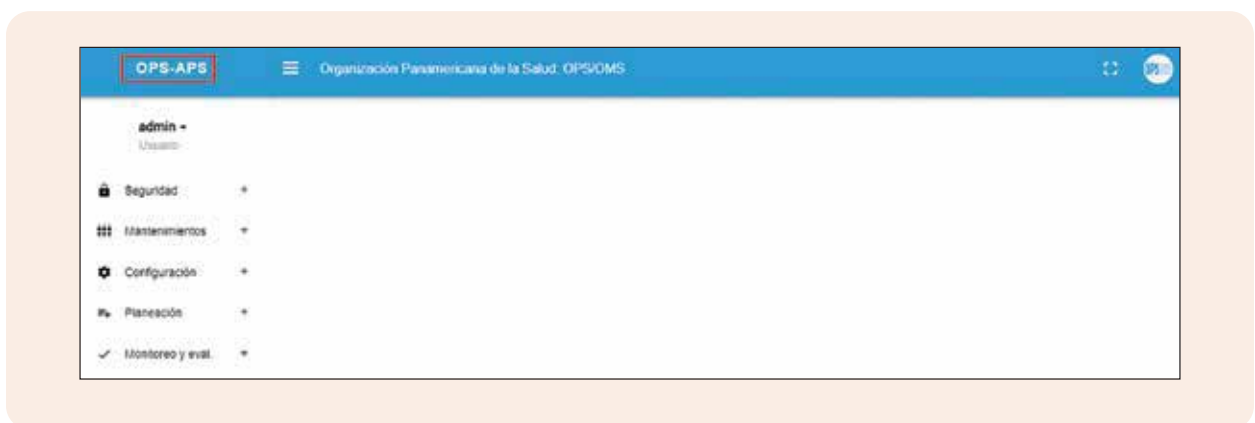 OPS-APS
Organización Panamericana de la Salud: OPS/OMS
admin
Usuario
Seguridad +
Mantenimientos +
Configuración +
Planeación +
Monitoreo y eval.